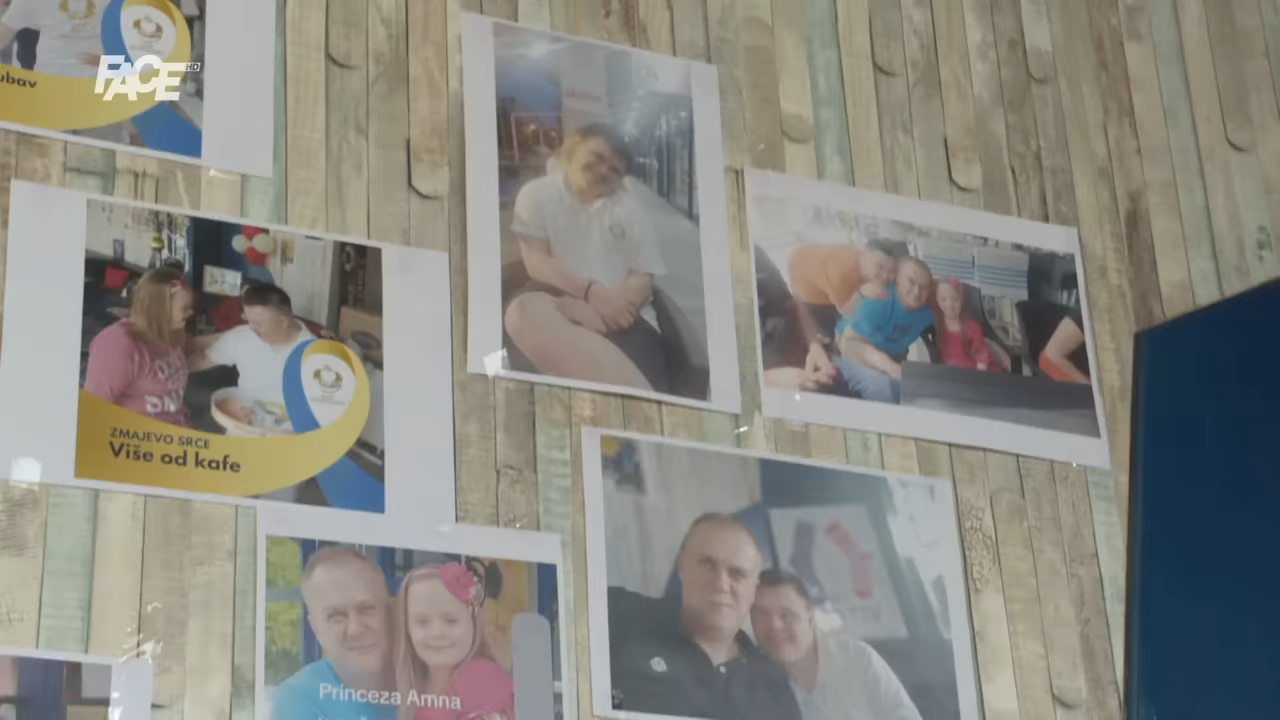 ubav
FACE HD
ZMAJEVO SRCE
Više od kafe
Princeza Amna